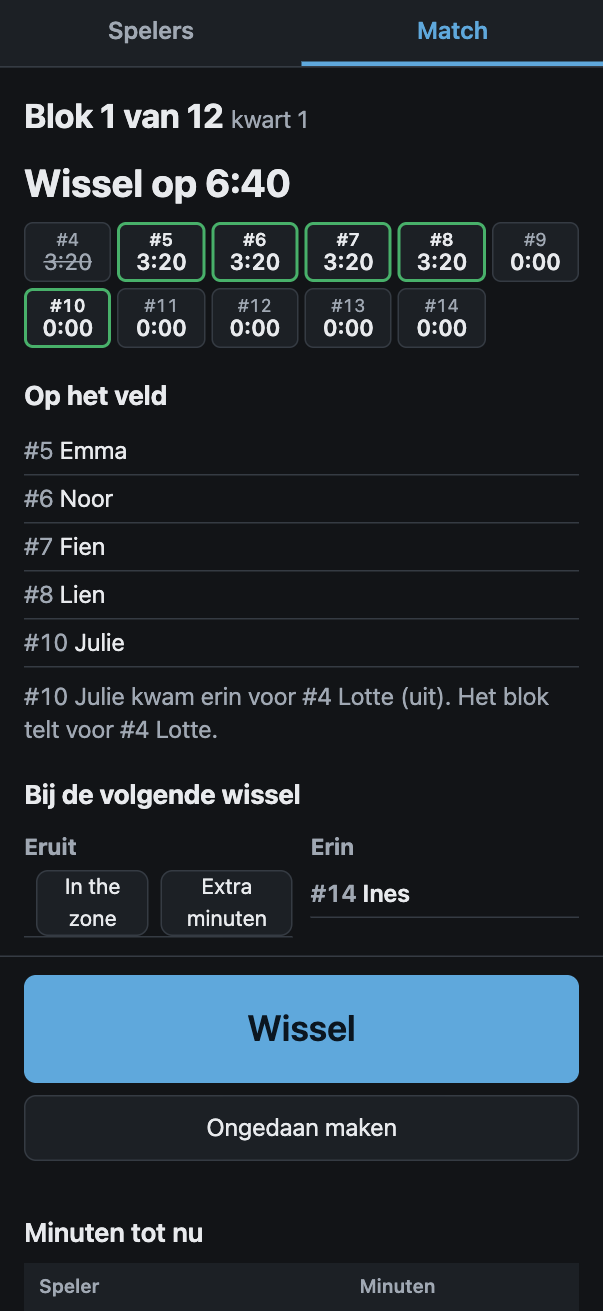 Spelers Match
Blok 1 van 12 kwart 1
Wissel op 6:40
#4 #5 #6 #7 #8 #9
3:20 3:20 3:20 3:20 3:20 0:00
#10 #11 #12 #13 #14
0:00 0:00 0:00 0:00 0:00
Op het veld
#5 Emma
#6 Noor
#7 Fien
#8 Lien
#10 Julie
#10 Julie kwam erin voor #4 Lotte (uit). Het blok
telt voor #4 Lotte.
Bij de volgende wissel
Eruit Erin
In the zone
Extra minuten
#14 Ines
Wissel
Ongedaan maken
Minuten tot nu
Speler Minuten